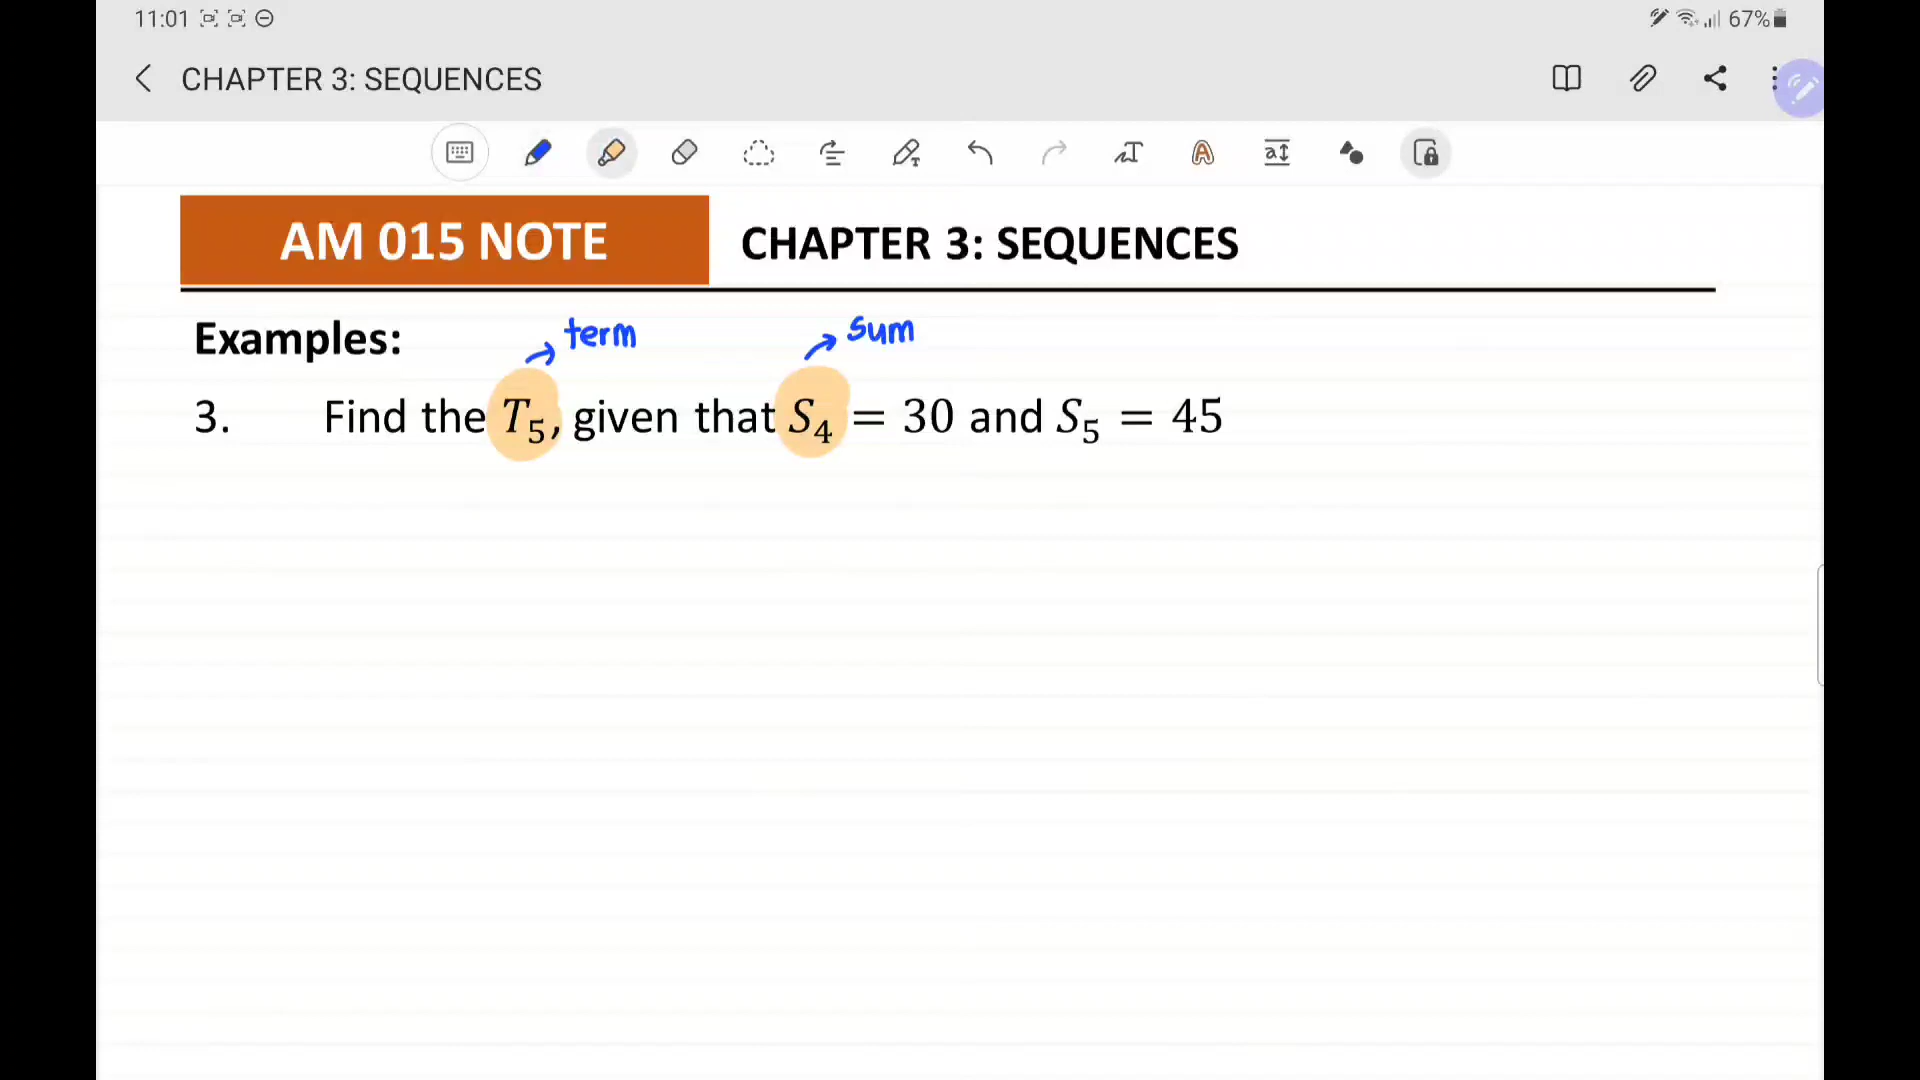 11:01 67%
CHAPTER 3: SEQUENCES
AM 015 NOTE CHAPTER 3: SEQUENCES
Examples: term sum
3. Find the T₅, given that S₄ = 30 and S₅ = 45